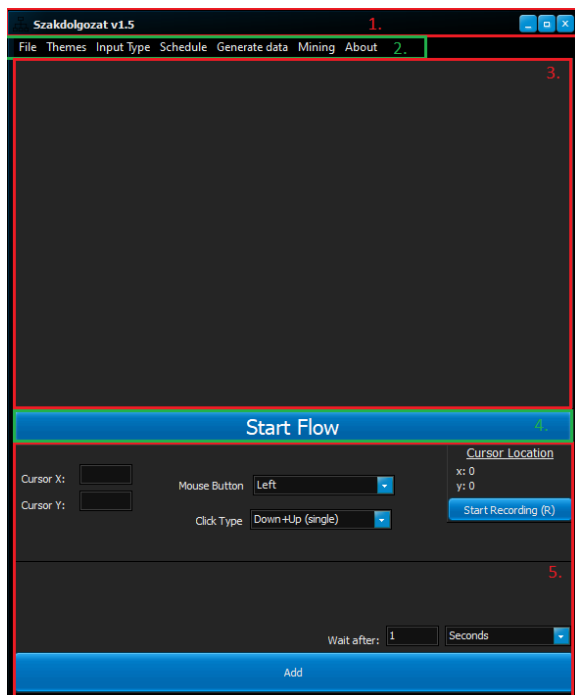 Szakdolgozat v1.5 1.
File Themes Input Type Schedule Generate data Mining About 2.
3.
Start Flow 4.
Cursor Location
x: 0
y: 0
Start Recording (R)
Cursor X:
Cursor Y:
Mouse Button Left
Click Type Down+Up (single)
5.
Wait after: 1 Seconds
Add